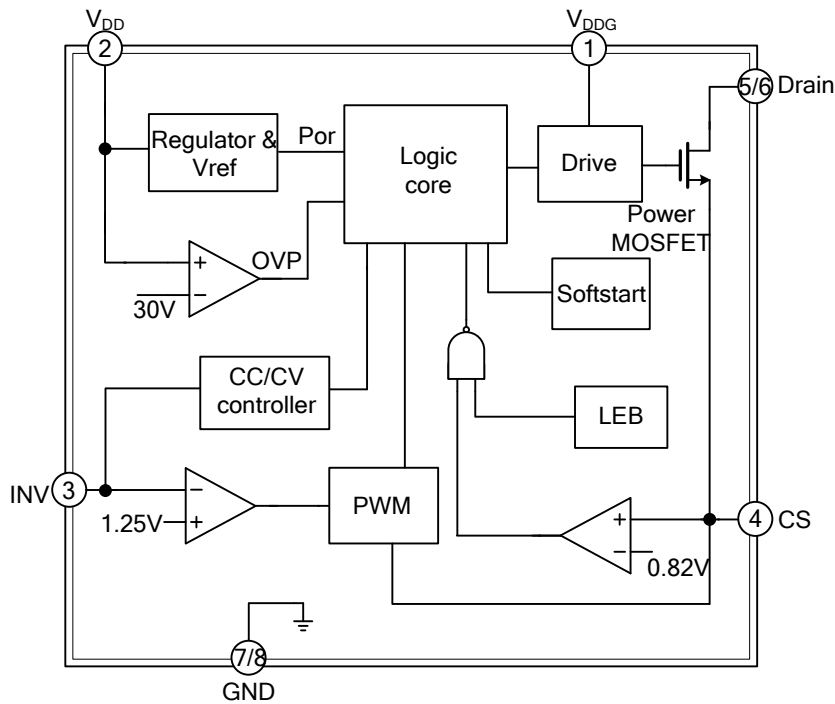 VDD
VDDG
2
1
5/6
Drain
Regulator &
Vref
Por
Logic
core
Drive
Power
MOSFET
+
OVP
−
30V
Softstart
CC/CV
controller
LEB
INV
3
−
1.25V
+
PWM
+
−
0.82V
4
CS
7/8
GND